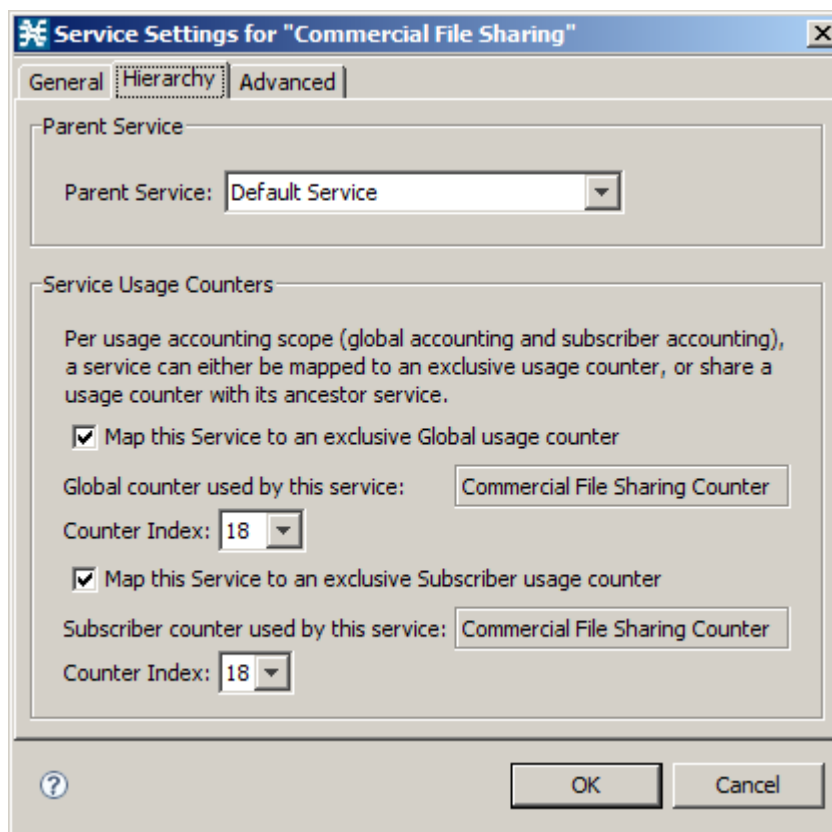 Service Settings for "Commercial File Sharing"
General Hierarchy Advanced
Parent Service
Parent Service: Default Service
Service Usage Counters
Per usage accounting scope (global accounting and subscriber accounting),
a service can either be mapped to an exclusive usage counter, or share a
usage counter with its ancestor service.
Map this Service to an exclusive Global usage counter
Global counter used by this service: Commercial File Sharing Counter
Counter Index: 18
Map this Service to an exclusive Subscriber usage counter
Subscriber counter used by this service: Commercial File Sharing Counter
Counter Index: 18
? OK Cancel